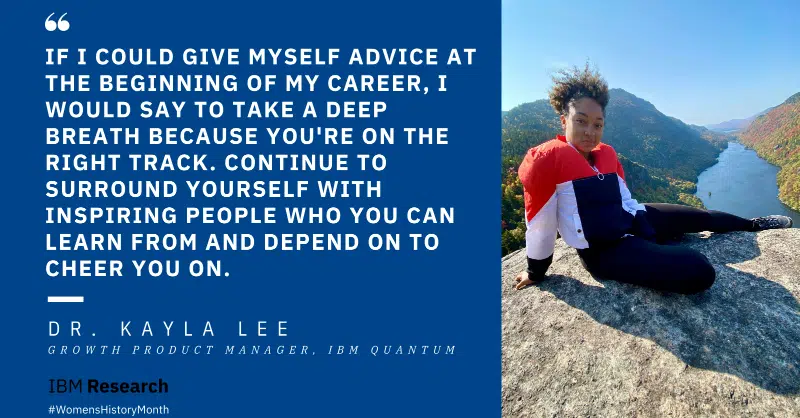 “
IF I COULD GIVE MYSELF ADVICE AT
THE BEGINNING OF MY CAREER, I
WOULD SAY TO TAKE A DEEP
BREATH BECAUSE YOU'RE ON THE
RIGHT TRACK. CONTINUE TO
SURROUND YOURSELF WITH
INSPIRING PEOPLE WHO YOU CAN
LEARN FROM AND DEPEND ON TO
CHEER YOU ON.
DR. KAYLA LEE
GROWTH PRODUCT MANAGER, IBM QUANTUM
IBM Research
#WomensHistoryMonth